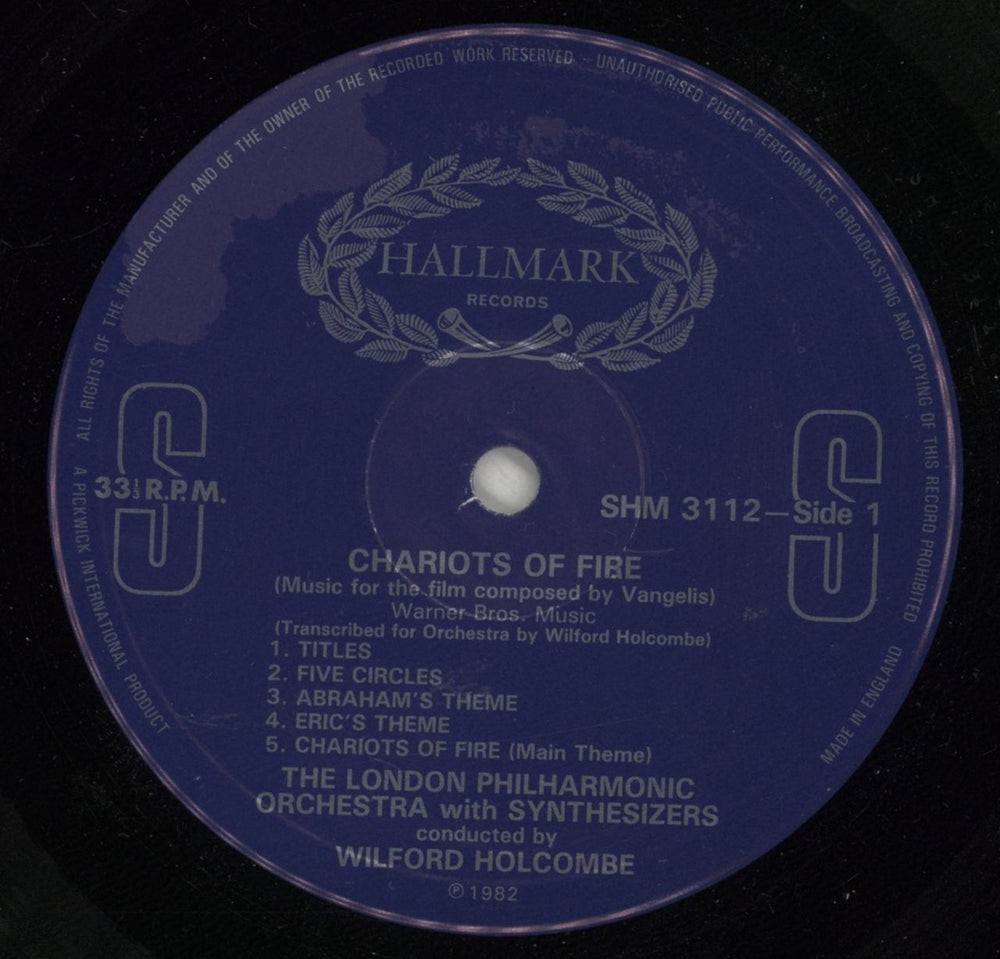 ALL RIGHTS OF THE MANUFACTURER AND OF THE OWNER OF THE RECORDED WORK RESERVED - UNAUTHORISED PUBLIC PERFORMANCE BROADCASTING AND COPYING OF THIS RECORD PROHIBITED
HALLMARK
RECORDS
S
S
33⅓ R.P.M.
SHM 3112—Side 1
CHARIOTS OF FIRE
(Music for the film composed by Vangelis)
Warner Bros. Music
(Transcribed for Orchestra by Wilford Holcombe)
1. TITLES
2. FIVE CIRCLES
3. ABRAHAM'S THEME
4. ERIC'S THEME
5. CHARIOTS OF FIRE (Main Theme)
THE LONDON PHILHARMONIC
ORCHESTRA with SYNTHESIZERS
conducted by
WILFORD HOLCOMBE
℗ 1982
A PICKWICK INTERNATIONAL PRODUCT
MADE IN ENGLAND